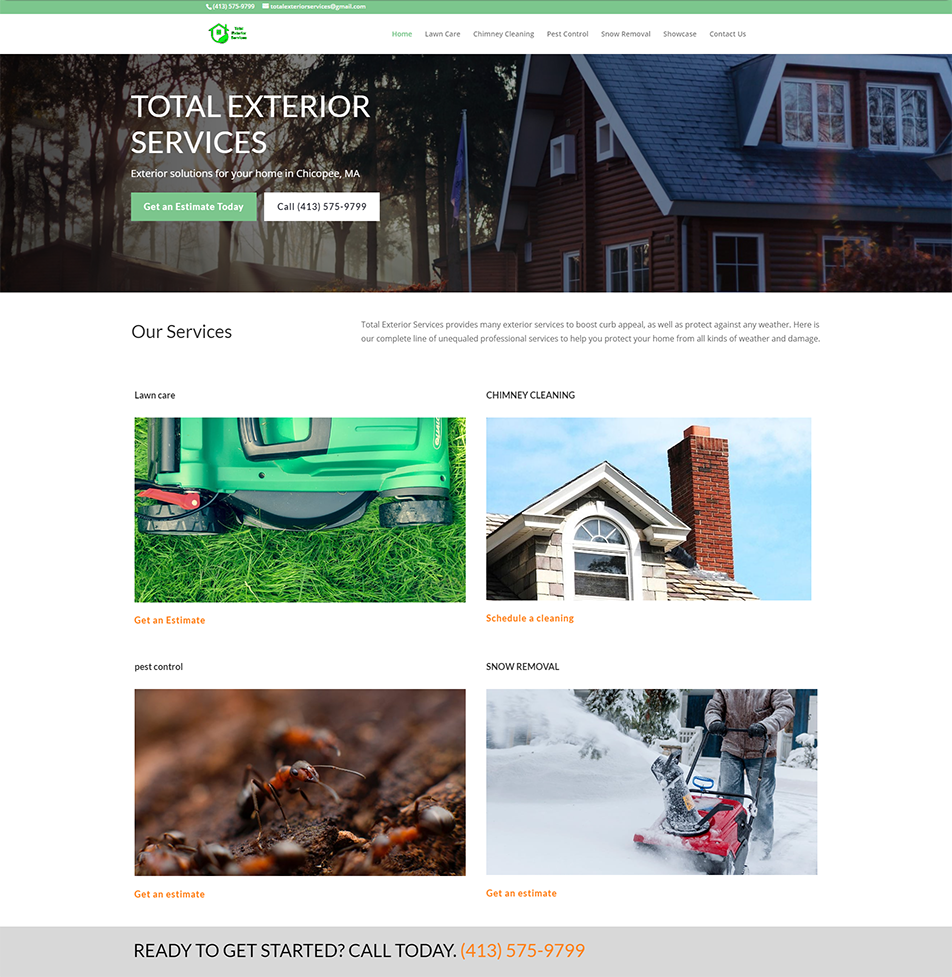 (413) 575-9799 totalexteriorservices@gmail.com
Total
Exterior
Services
Home Lawn Care Chimney Cleaning Pest Control Snow Removal Showcase Contact Us
TOTAL EXTERIOR
SERVICES
Exterior solutions for your home in Chicopee, MA
Get an Estimate Today Call (413) 575-9799
Our Services
Total Exterior Services provides many exterior services to boost curb appeal, as well as protect against any weather. Here is
our complete line of unequaled professional services to help you protect your home from all kinds of weather and damage.
Lawn care CHIMNEY CLEANING
Get an Estimate Schedule a cleaning
pest control SNOW REMOVAL
Get an estimate Get an estimate
READY TO GET STARTED? CALL TODAY. (413) 575-9799